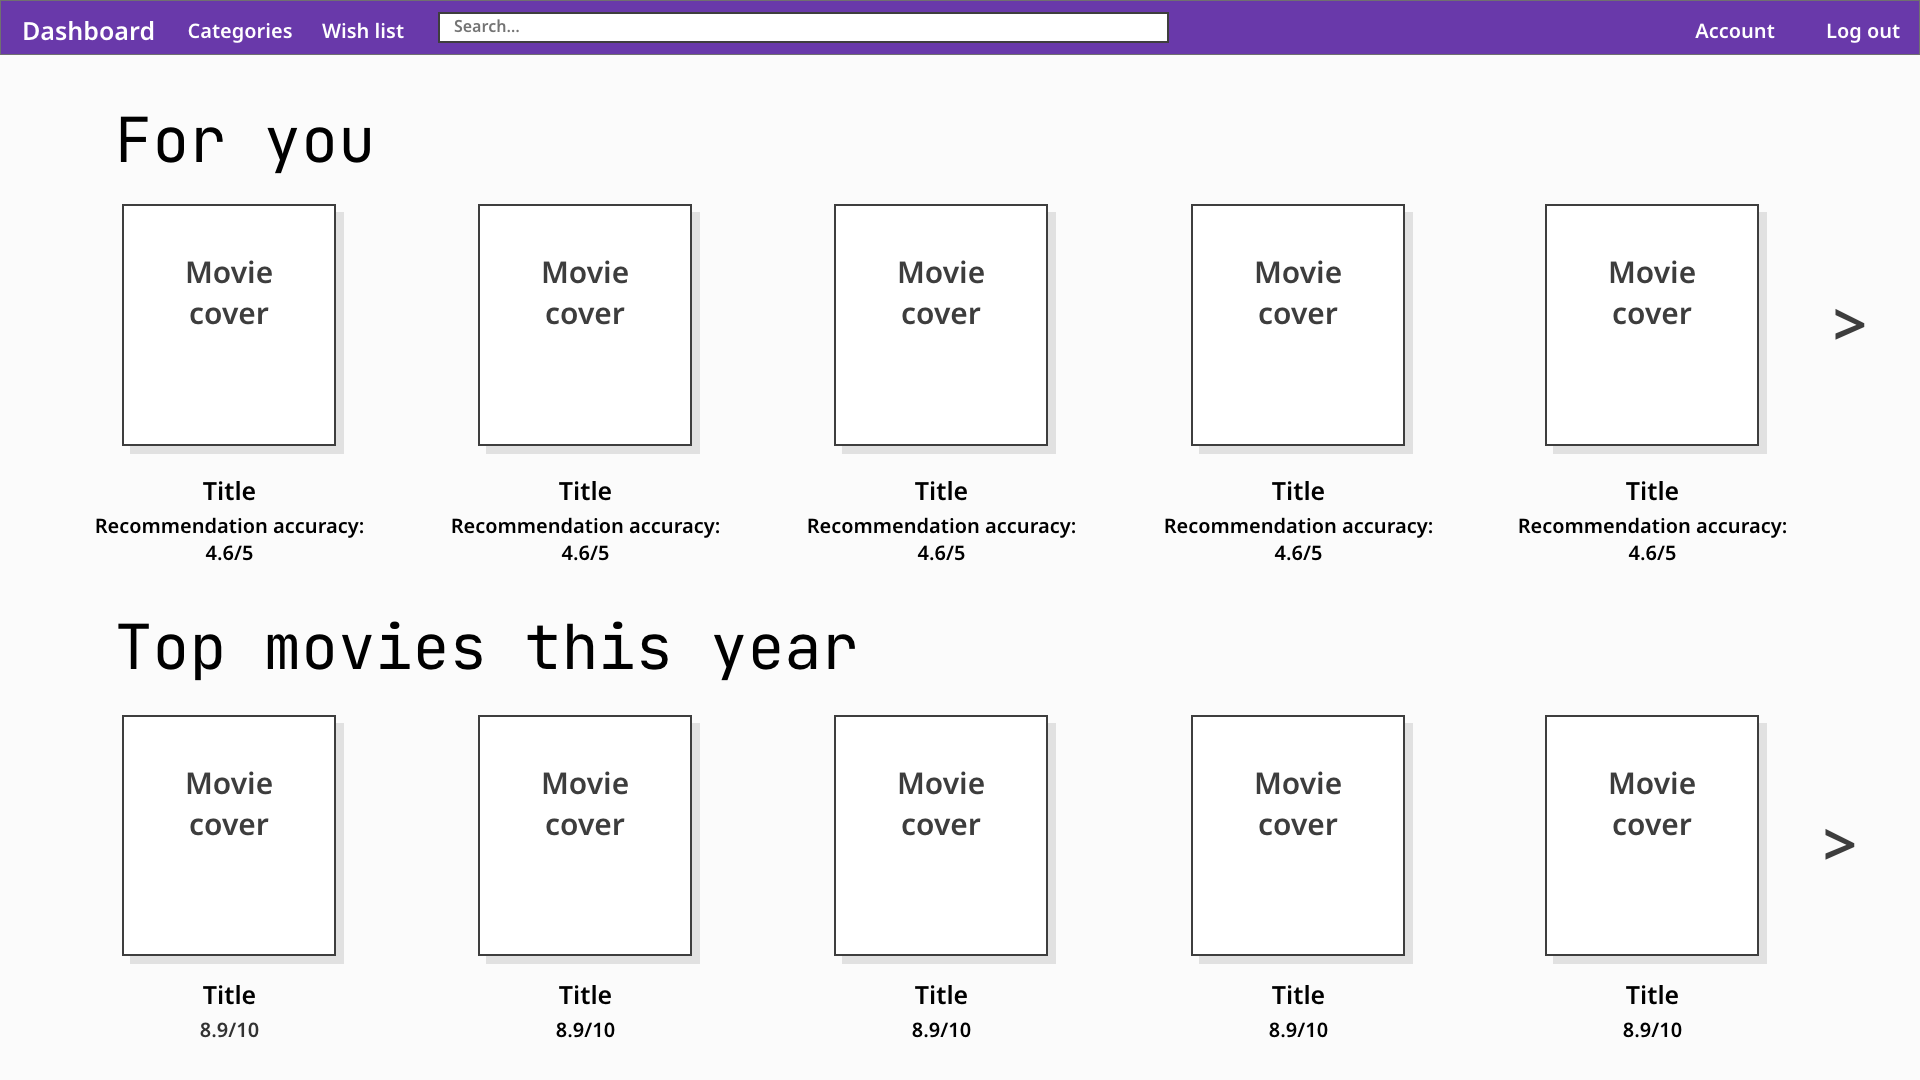 Dashboard Categories Wish list Search... Account Log out
For you
Movie Movie Movie Movie Movie
cover cover cover cover cover
>
Title Title Title Title Title
Recommendation accuracy: Recommendation accuracy: Recommendation accuracy: Recommendation accuracy: Recommendation accuracy:
4.6/5 4.6/5 4.6/5 4.6/5 4.6/5
Top movies this year
Movie Movie Movie Movie Movie
cover cover cover cover cover
>
Title Title Title Title Title
8.9/10 8.9/10 8.9/10 8.9/10 8.9/10